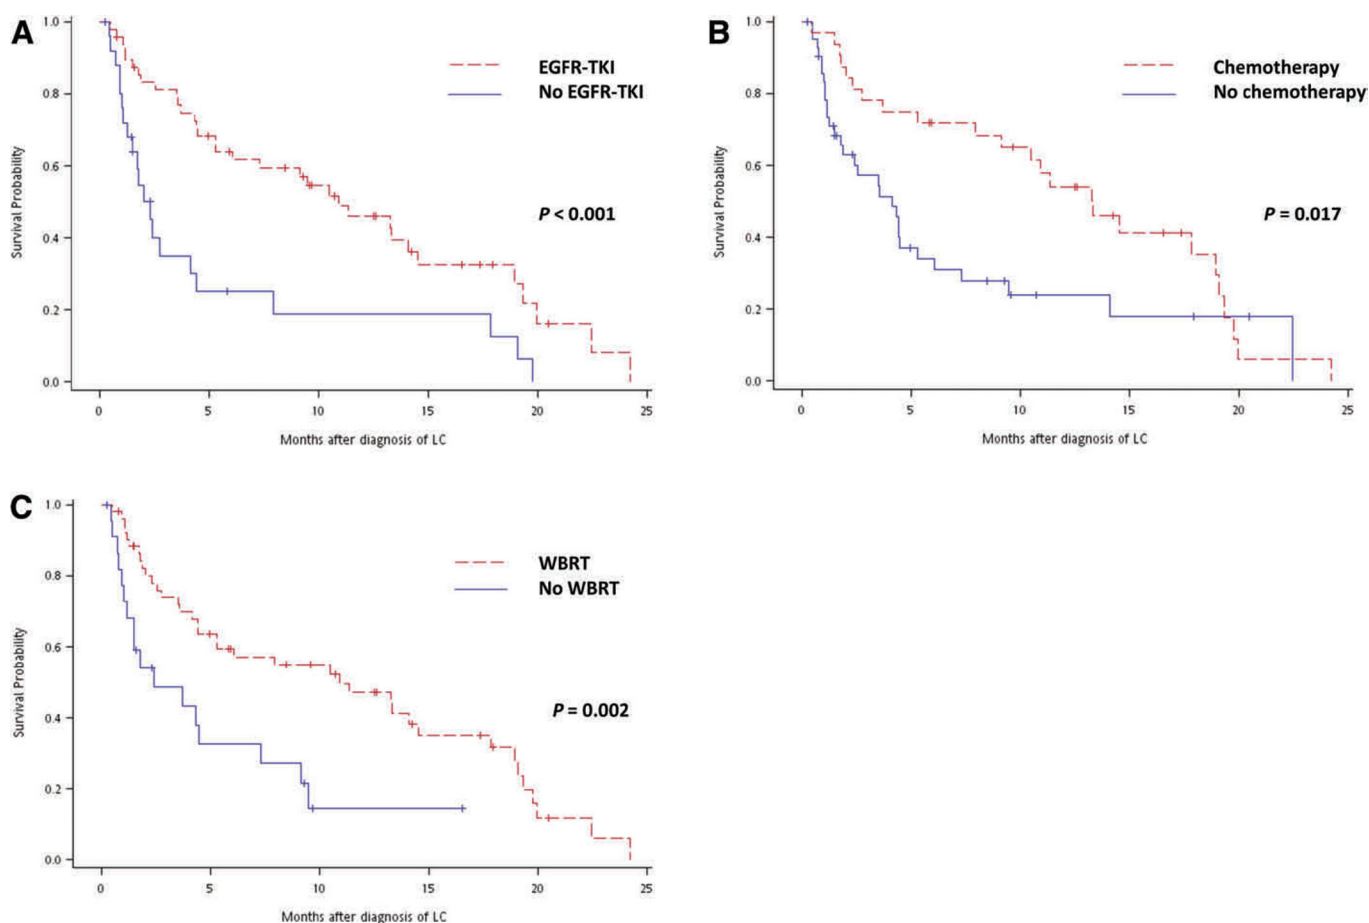 A
EGFR-TKI
No EGFR-TKI
P < 0.001
Survival Probability
1.0
0.8
0.6
0.4
0.2
0.0
0 5 10 15 20 25
Months after diagnosis of LC
B
Chemotherapy
No chemotherapy
P = 0.017
Survival Probability
1.0
0.8
0.6
0.4
0.2
0.0
0 5 10 15 20 25
Months after diagnosis of LC
C
WBRT
No WBRT
P = 0.002
Survival Probability
1.0
0.8
0.6
0.4
0.2
0.0
0 5 10 15 20 25
Months after diagnosis of LC